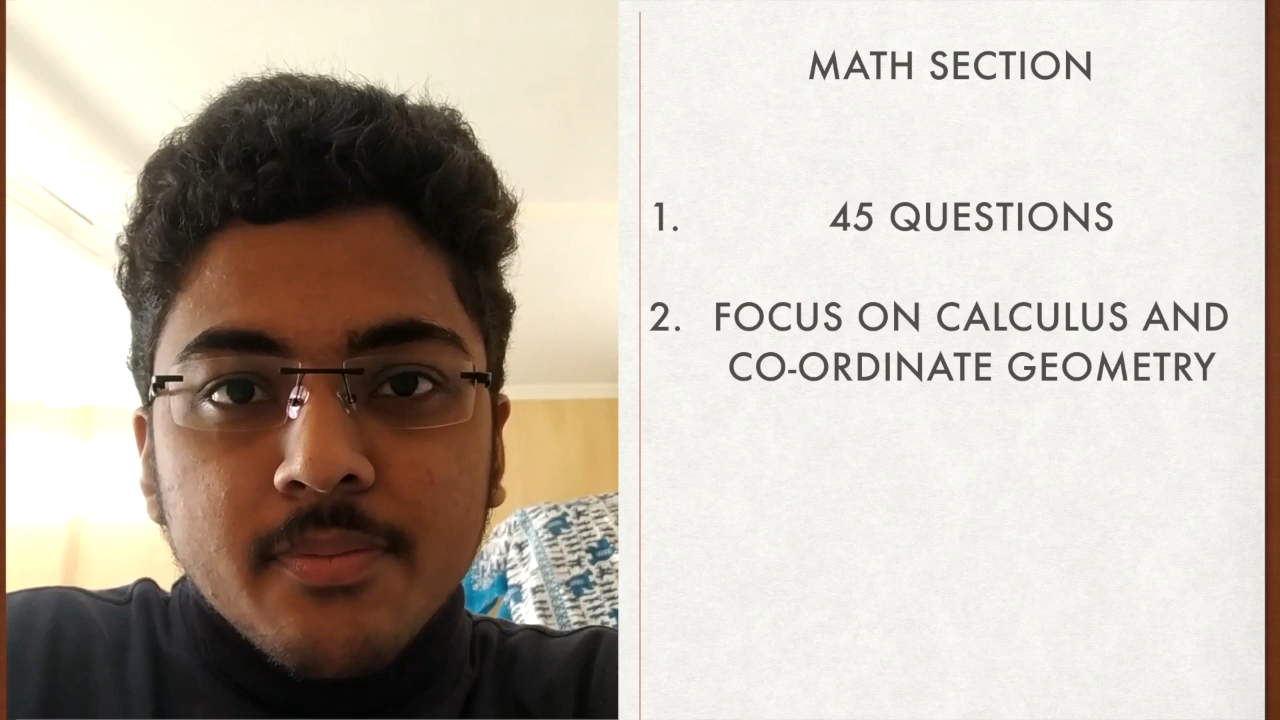 MATH SECTION
1. 45 QUESTIONS
2. FOCUS ON CALCULUS AND
CO-ORDINATE GEOMETRY